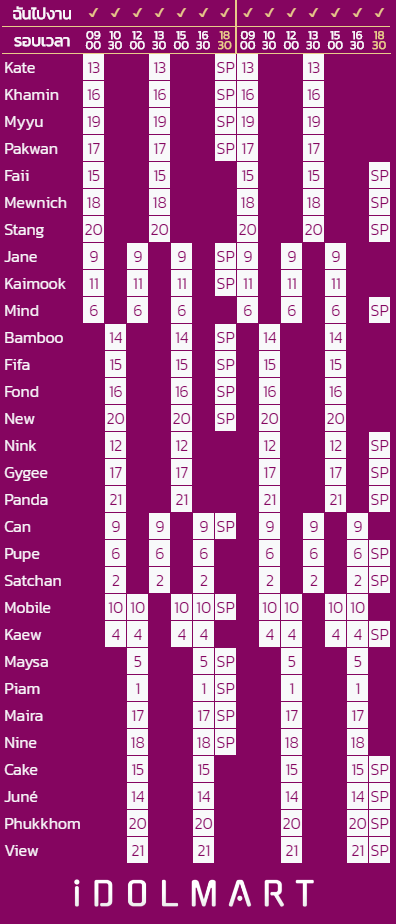 ฉันไปงาน ✓ ✓ ✓ ✓ ✓ ✓ ✓ ✓ ✓ ✓ ✓ ✓ ✓ ✓
รอบเวลา 09 00 10 30 12 00 13 30 15 00 16 30 18 30 09 00 10 30 12 00 13 30 15 00 16 30 18 30
Kate 13 13 SP 13 13
Khamin 16 16 SP 16 16
Myyu 19 19 SP 19 19
Pakwan 17 17 SP 17 17
Faii 15 15 15 15 SP
Mewnich 18 18 18 18 SP
Stang 20 20 20 20 SP
Jane 9 9 9 SP 9 9 9
Kaimook 11 11 11 SP 11 11 11
Mind 6 6 6 6 6 6 SP
Bamboo 14 14 SP 14 14
Fifa 15 15 SP 15 15
Fond 16 16 SP 16 16
New 20 20 SP 20 20
Nink 12 12 12 12 SP
Gygee 17 17 17 17 SP
Panda 21 21 21 21 SP
Can 9 9 9 SP 9 9 9
Pupe 6 6 6 6 6 6 SP
Satchan 2 2 2 2 2 2 SP
Mobile 10 10 10 10 SP 10 10 10 10
Kaew 4 4 4 4 4 4 4 4 SP
Maysa 5 5 SP 5 5
Piam 1 1 SP 1 1
Maira 17 17 SP 17 17
Nine 18 18 SP 18 18
Cake 15 15 15 15 SP
Juné 14 14 14 14 SP
Phukkhom 20 20 20 20 SP
View 21 21 21 21 SP
iDOLMART